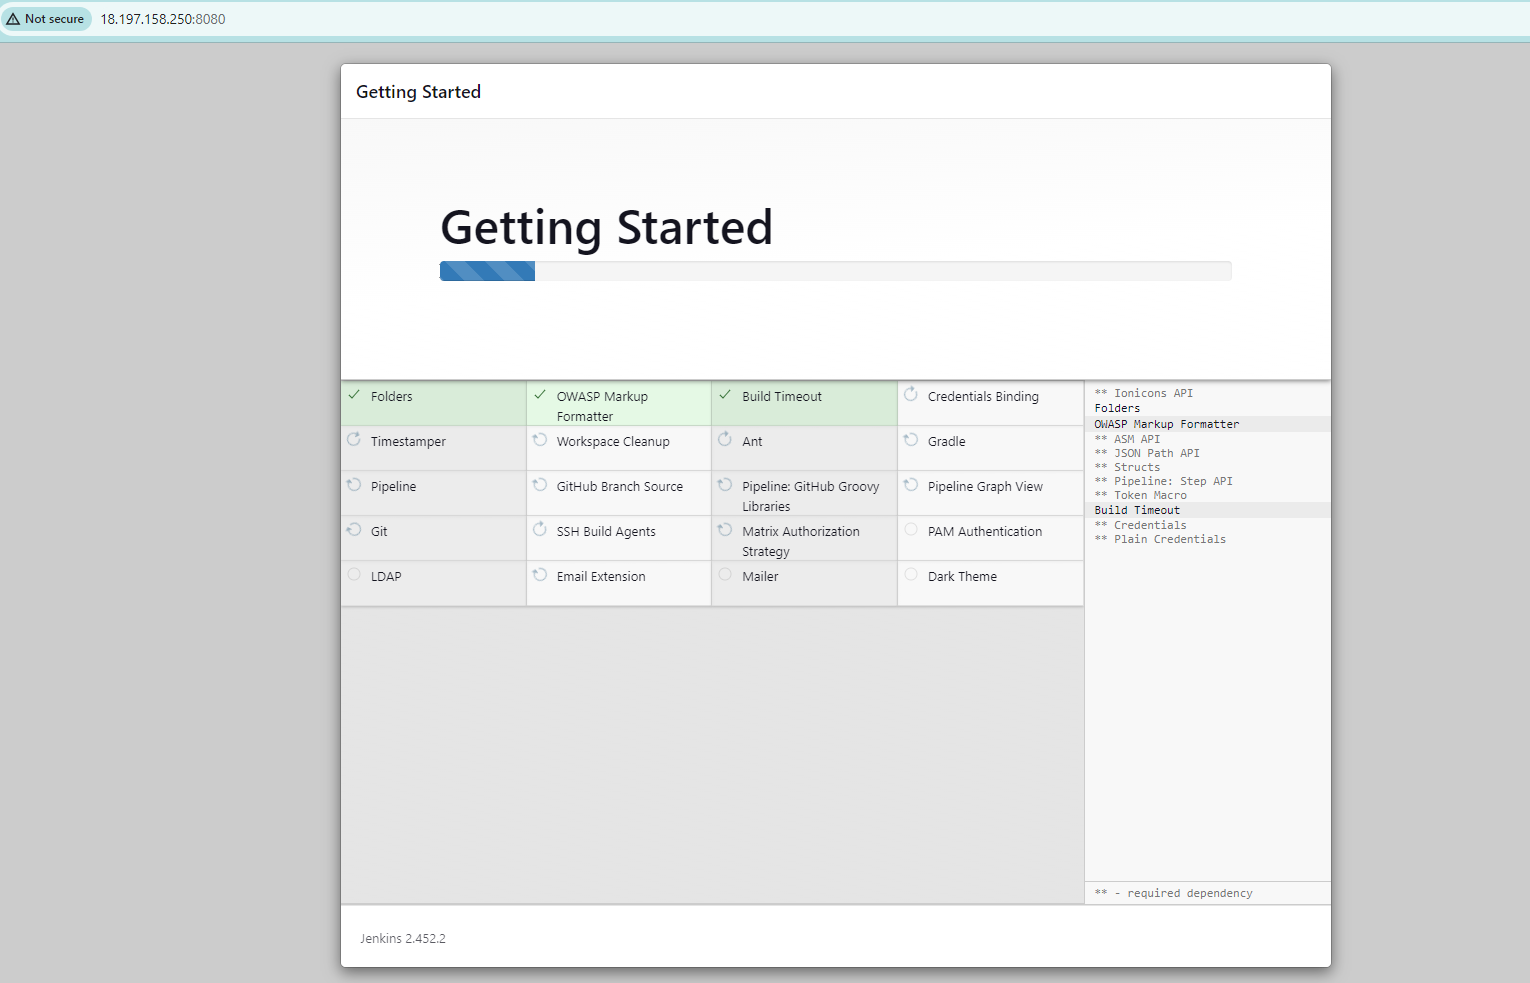 Not secure
18.197.158.250:8080
Getting Started
Getting Started
Folders
OWASP Markup
Formatter
Build Timeout
Credentials Binding
Timestamper
Workspace Cleanup
Ant
Gradle
Pipeline
GitHub Branch Source
Pipeline: GitHub Groovy
Libraries
Pipeline Graph View
Git
SSH Build Agents
Matrix Authorization
Strategy
PAM Authentication
LDAP
Email Extension
Mailer
Dark Theme
** Ionicons API
Folders
OWASP Markup Formatter
** ASM API
** JSON Path API
** Structs
** Pipeline: Step API
** Token Macro
Build Timeout
** Credentials
** Plain Credentials
** - required dependency
Jenkins 2.452.2